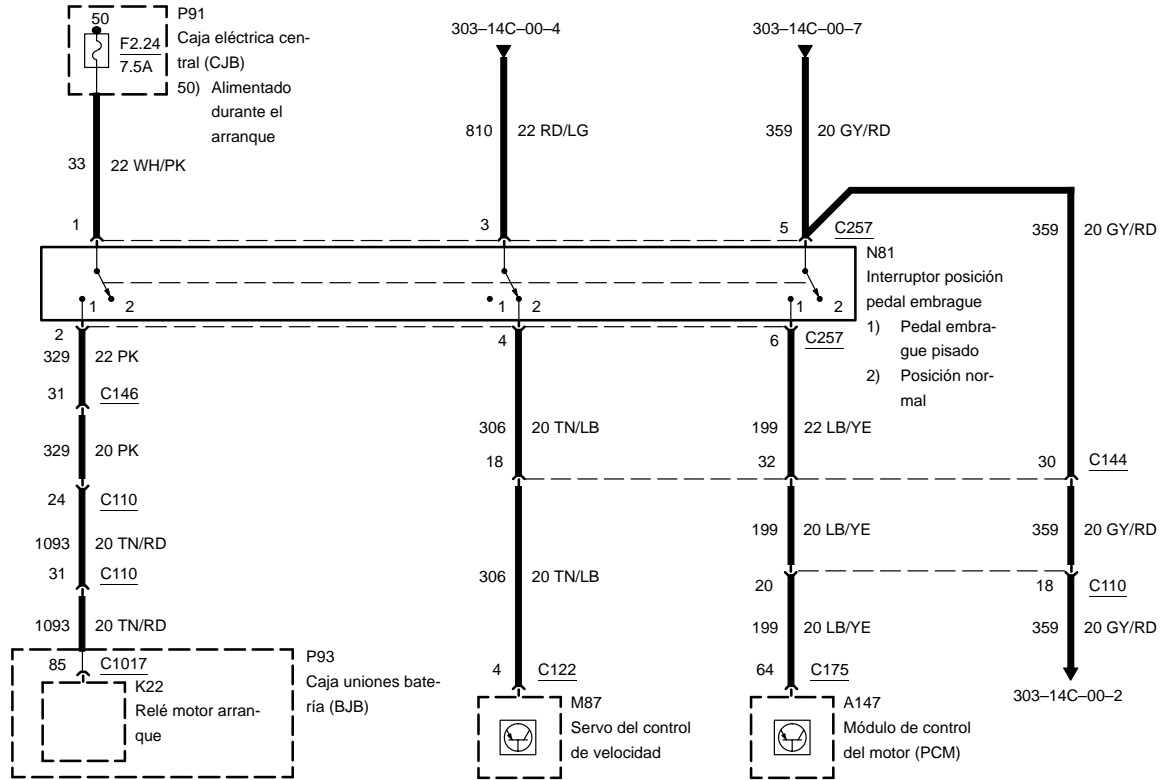 50
F2.24
7.5A
P91
Caja eléctrica cen-
tral (CJB)
50) Alimentado
durante el
arranque
303–14C–00–4
303–14C–00–7
33
22 WH/PK
810
22 RD/LG
359
20 GY/RD
1
3
5
C257
359
20 GY/RD
N81
Interruptor posición
pedal embrague
1) Pedal embra-
gue pisado
2) Posición nor-
mal
1
2
1
2
1
2
2
4
6
C257
329
22 PK
31
C146
306
20 TN/LB
199
22 LB/YE
329
20 PK
18
32
30
C144
24
C110
1093
20 TN/RD
199
20 LB/YE
359
20 GY/RD
31
C110
306
20 TN/LB
20
18
C110
1093
20 TN/RD
199
20 LB/YE
359
20 GY/RD
85
C1017
P93
Caja uniones bate-
ría (BJB)
K22
Relé motor arran-
que
4
C122
M87
Servo del control
de velocidad
64
C175
A147
Módulo de control
del motor (PCM)
303–14C–00–2